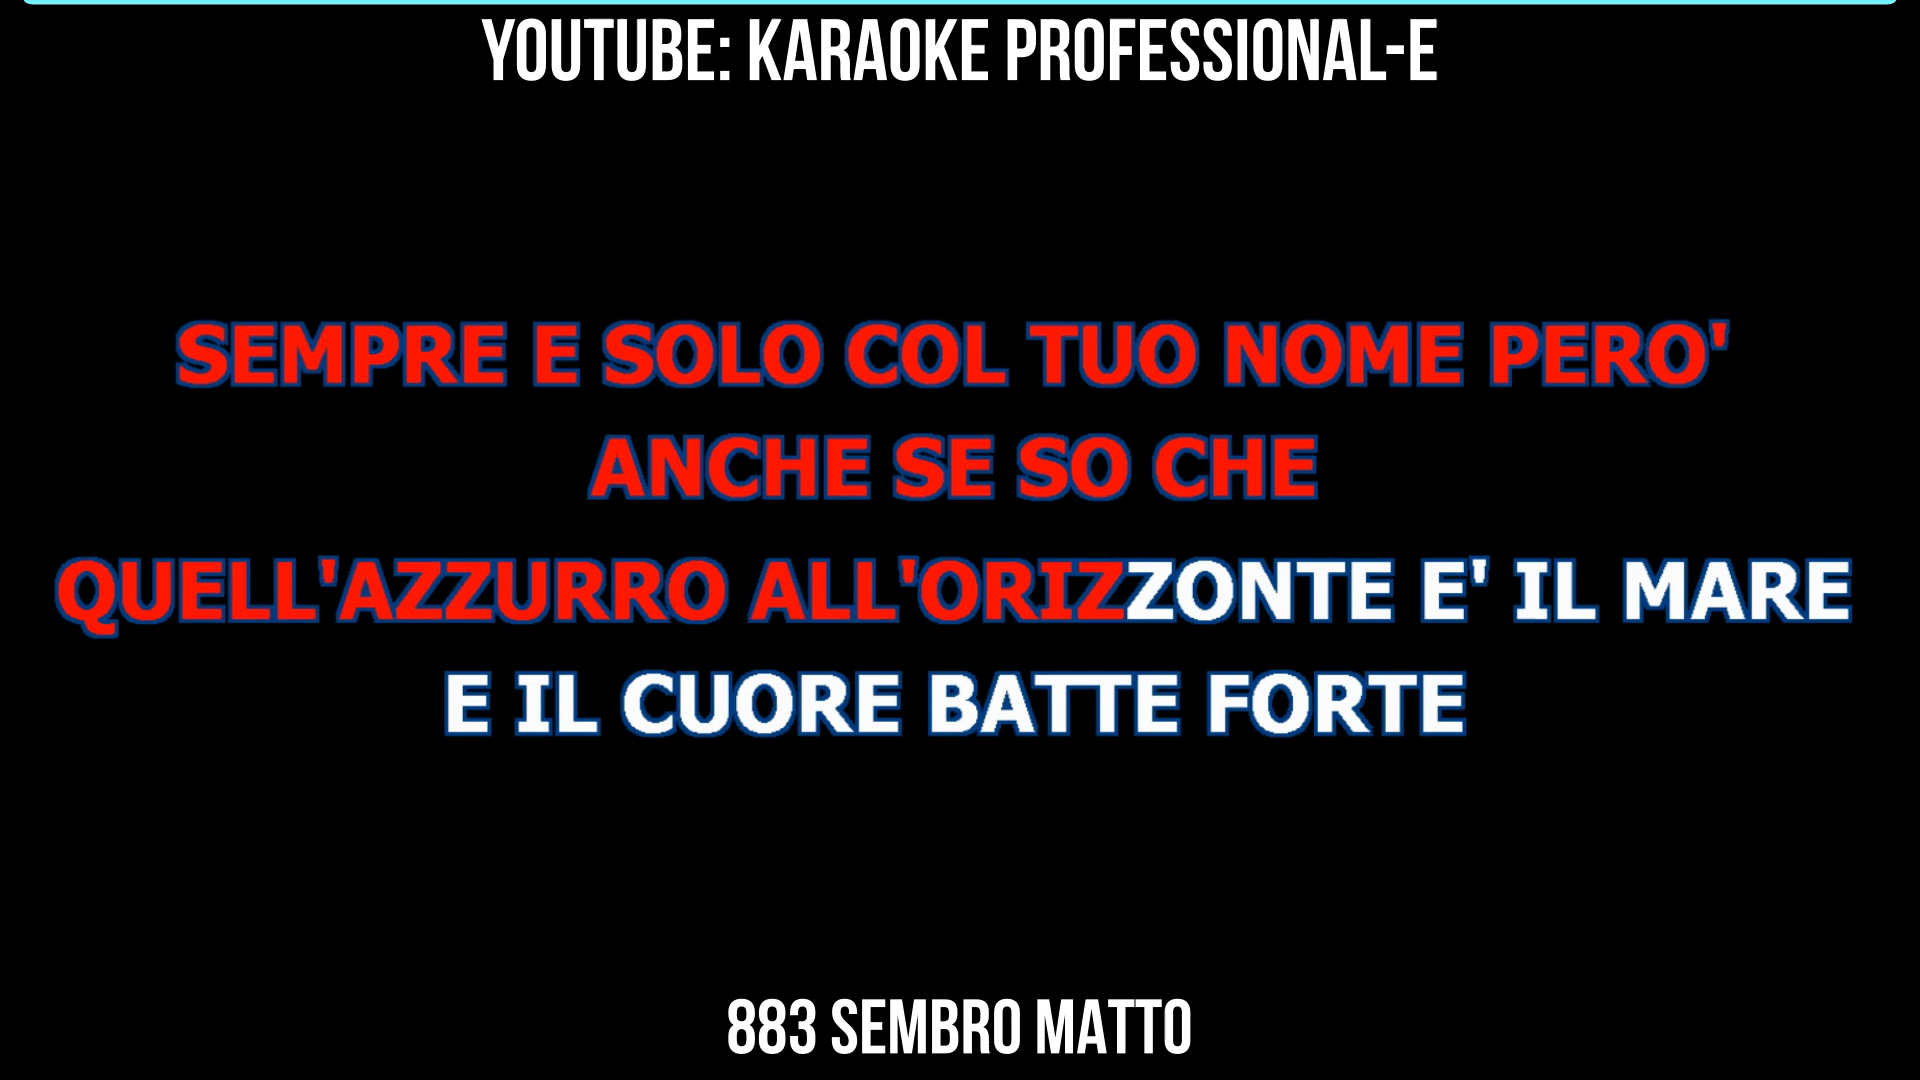 YOUTUBE: KARAOKE PROFESSIONAL-E
SEMPRE E SOLO COL TUO NOME PERO'
ANCHE SE SO CHE
QUELL'AZZURRO ALL'ORIZZONTE E' IL MARE
E IL CUORE BATTE FORTE
883 SEMBRO MATTO